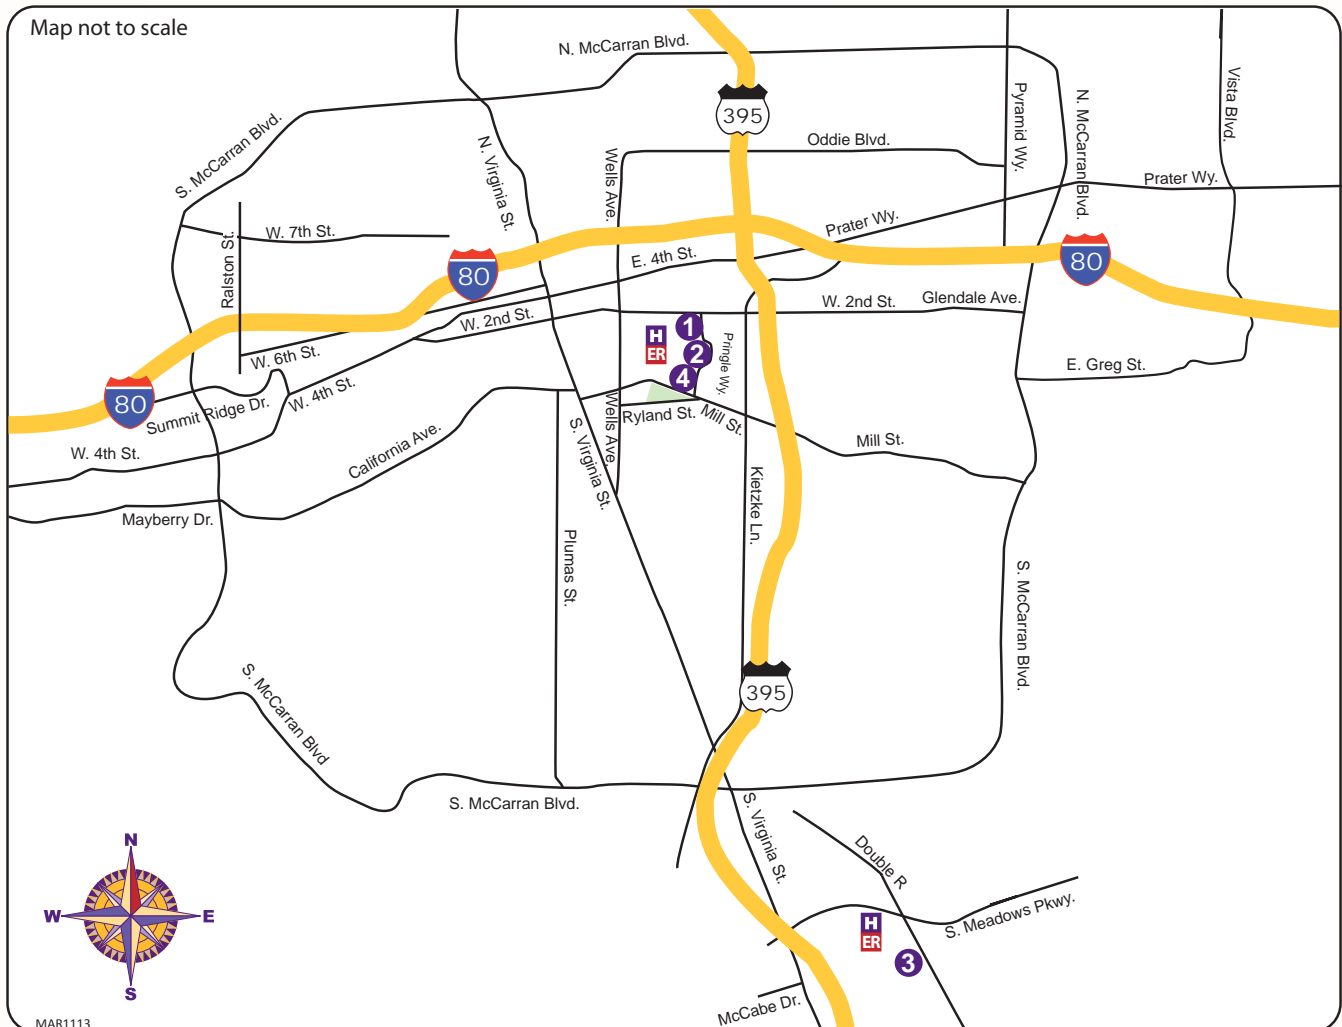 Map not to scale
N. McCarran Blvd.
395
Oddie Blvd.
Pyramid Wy.
N. McCarran Blvd.
Vista Blvd.
S. McCarran Blvd.
N. Virginia St.
Wells Ave.
Prater Wy.
Prater Wy.
W. 7th St.
Ralston St.
E. 4th St.
80
80
W. 2nd St.
Glendale Ave.
W. 2nd St.
H
ER
1
2
4
Pringle Wy.
W. 6th St.
E. Greg St.
80
Summit Ridge Dr.
W. 4th St.
Wells Ave.
Ryland St.
Mill St.
Mill St.
W. 4th St.
California Ave.
S. Virginia St.
Kietzke Ln.
Mayberry Dr.
Plumas St.
S. McCarran Blvd.
S. McCarran Blvd
395
S. McCarran Blvd.
S. Virginia St.
Double R
S. Meadows Pkwy.
H
ER
3
McCabe Dr.
N
W
E
S
MAR1113